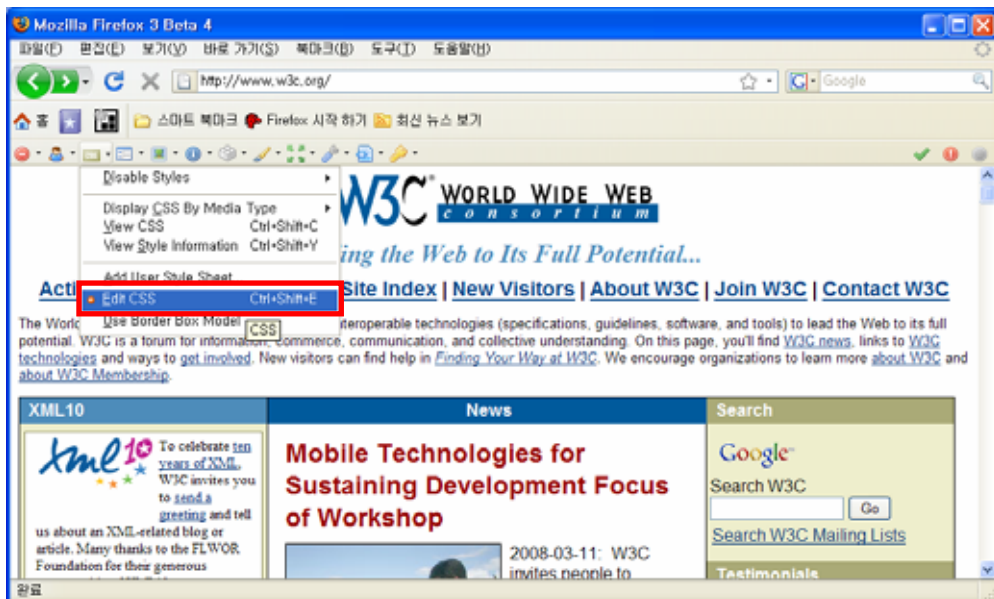 Mozilla Firefox 3 Beta 4
파일(F) 편집(E) 보기(V) 바로 가기(S) 북마크(B) 도구(T) 도움말(H)
http://www.w3c.org/
Google
홈 스마트 북마크 Firefox 시작 하기 최신 뉴스 보기
Disable Styles
Display CSS By Media Type
View CSS Ctrl+Shift+C
View Style Information Ctrl+Shift+Y
Add User Style Sheet
Edit CSS Ctrl+Shift+E
Use Border Box Model
CSS
W3C WORLD WIDE WEB
consortium
ing the Web to Its Full Potential...
Acti Site Index | New Visitors | About W3C | Join W3C | Contact W3C
The World teroperable technologies (specifications, guidelines, software, and tools) to lead the Web to its full
potential. W3C is a forum for information, commerce, communication, and collective understanding. On this page, you'll find W3C news, links to W3C
technologies and ways to get involved. New visitors can find help in Finding Your Way at W3C. We encourage organizations to learn more about W3C and
about W3C Membership.
XML10
xml 10
To celebrate ten
years of XML,
W3C invites you
to send a
greeting and tell
us about an XML-related blog or
article. Many thanks to the FLWOR
Foundation for their generous
News
Mobile Technologies for
Sustaining Development Focus
of Workshop
2008-03-11: W3C
invites people to
Search
Google
Search W3C
Go
Search W3C Mailing Lists
Testimonials
완료